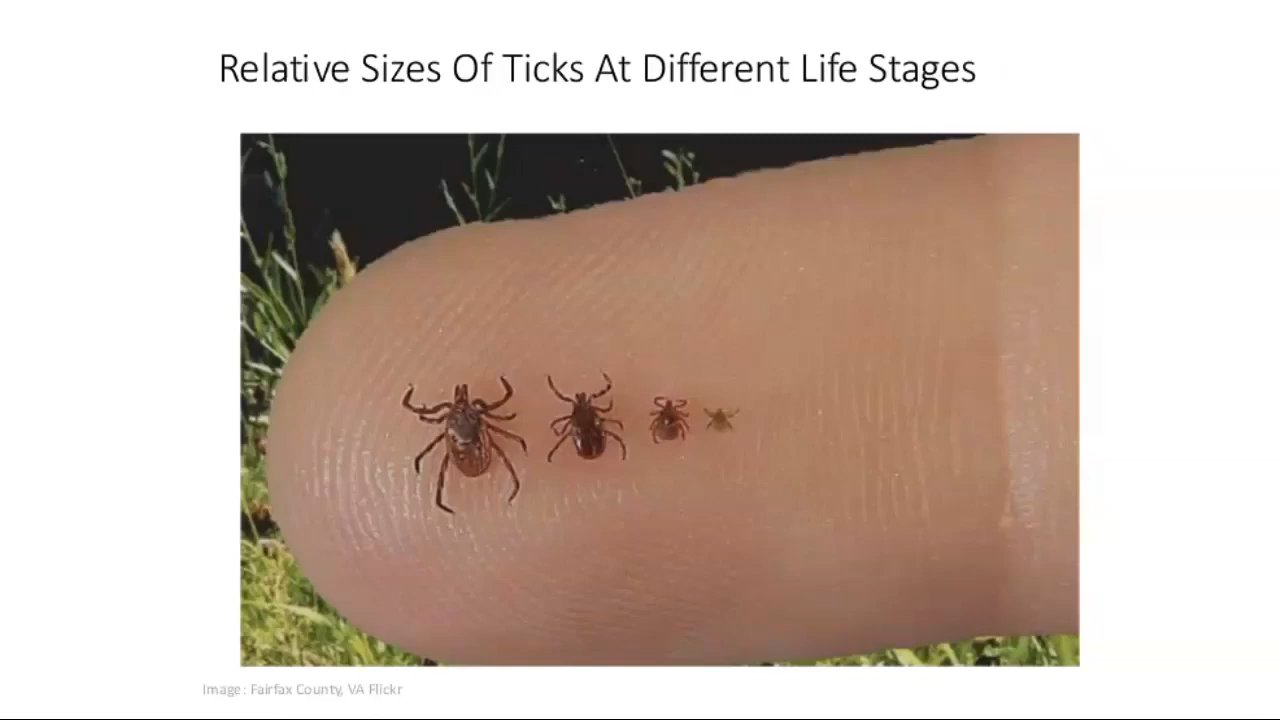 Relative Sizes Of Ticks At Different Life Stages
Image: Fairfax County, VA Flickr